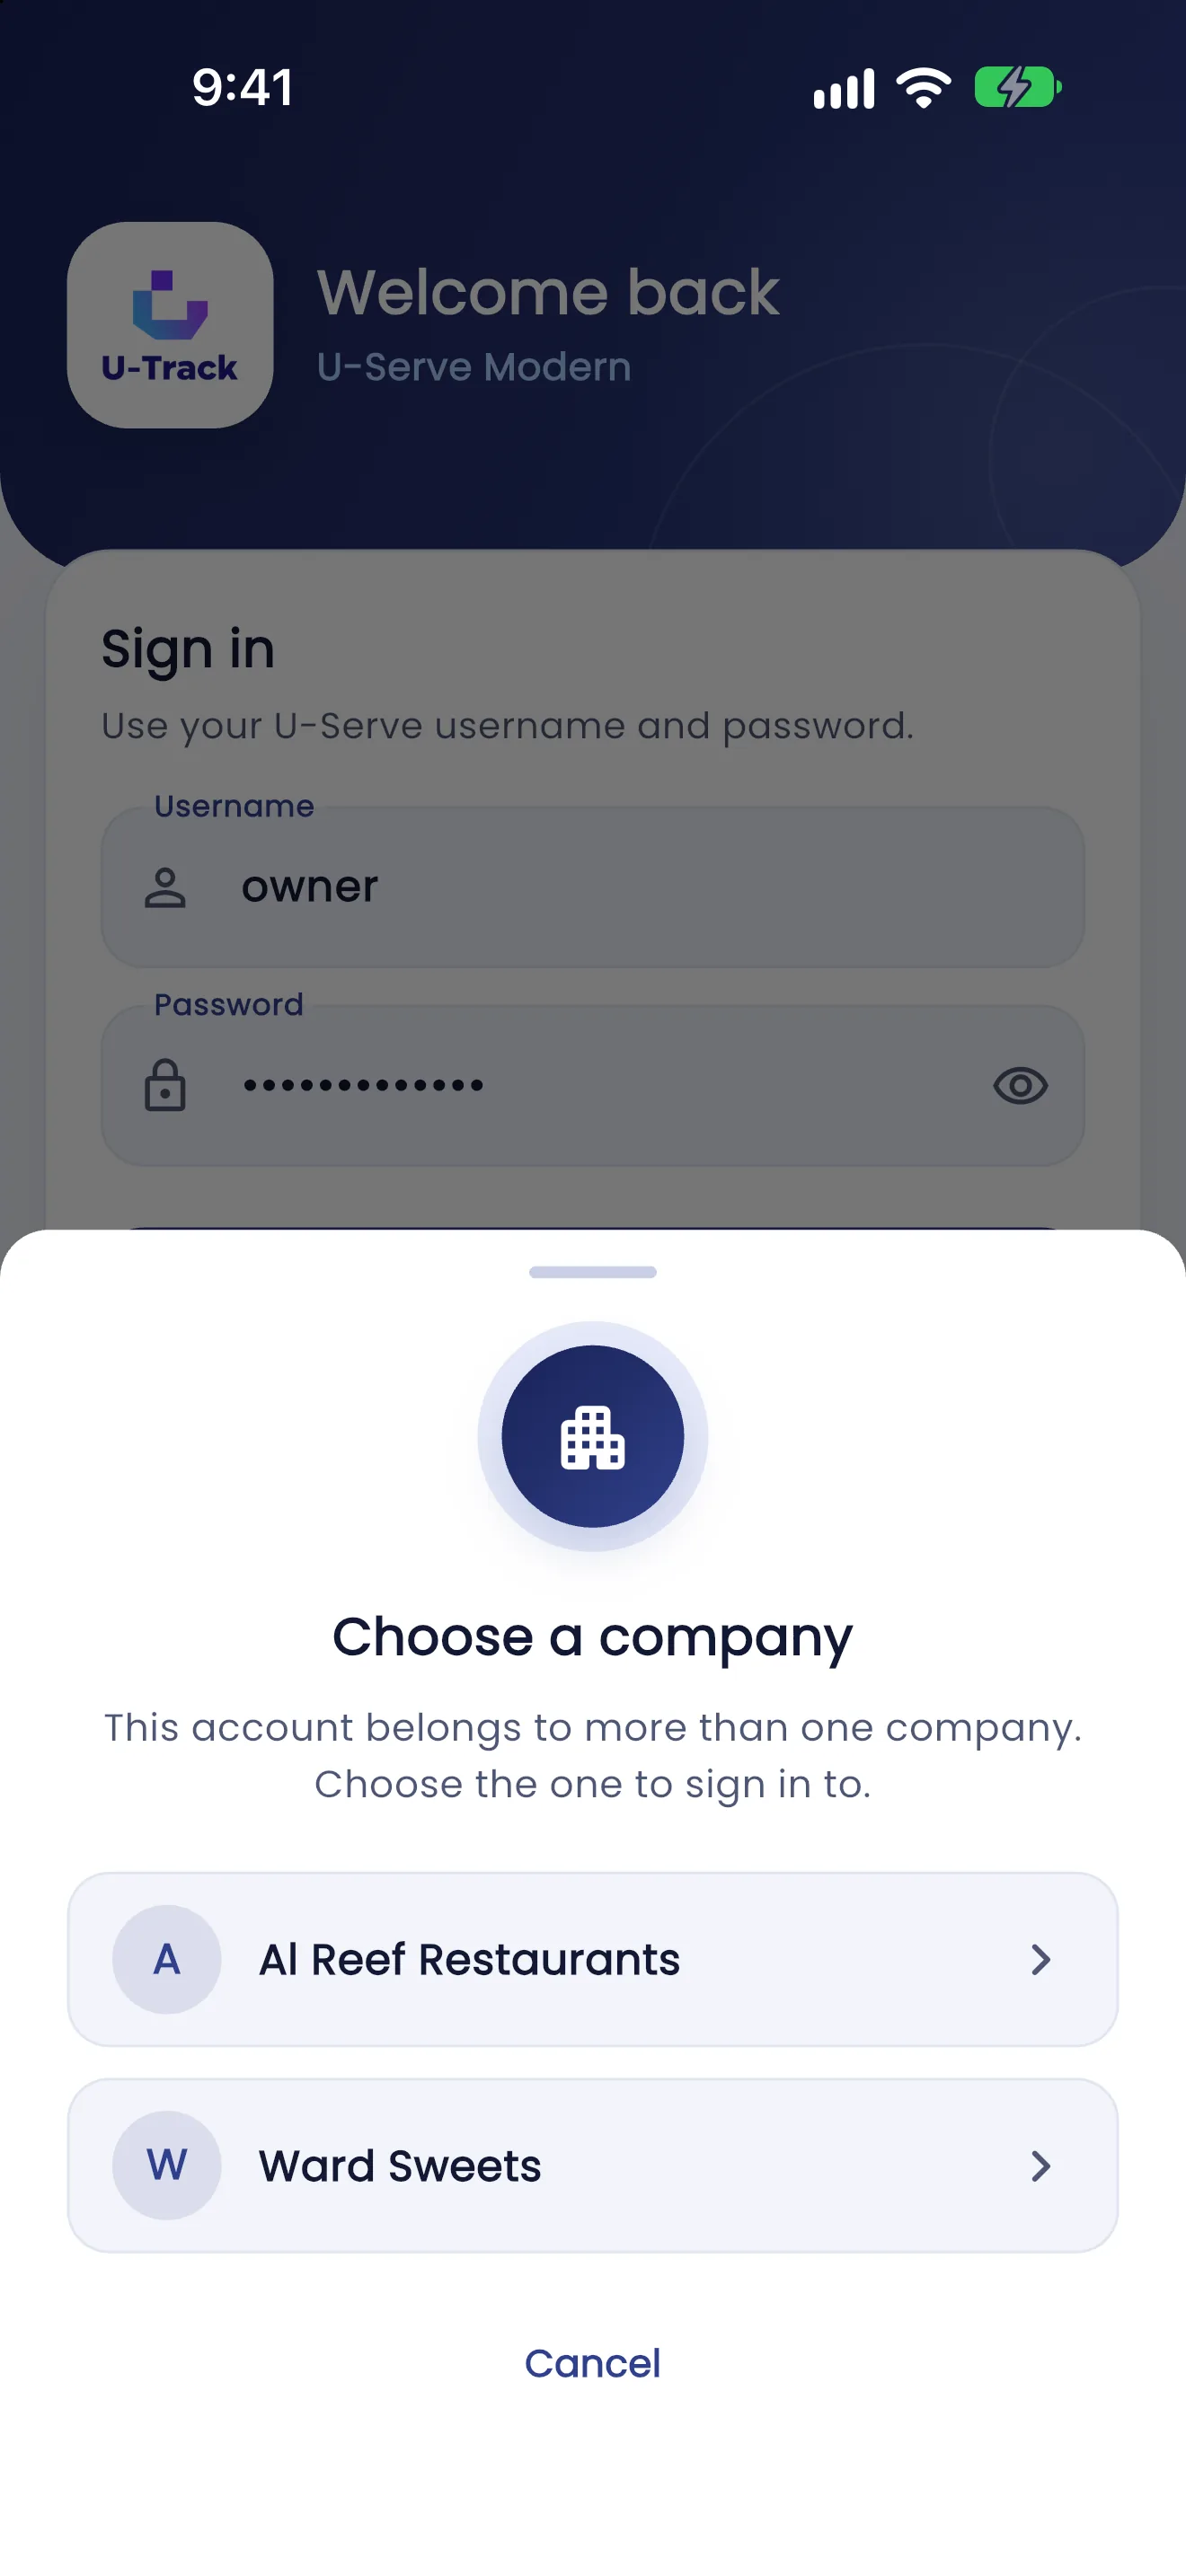 9:41
U-Track
Welcome back
U-Serve Modern
Sign in
Use your U-Serve username and password.
Username
owner
Password
•••••••••••••
Choose a company
This account belongs to more than one company.
Choose the one to sign in to.
A
Al Reef Restaurants
W
Ward Sweets
Cancel